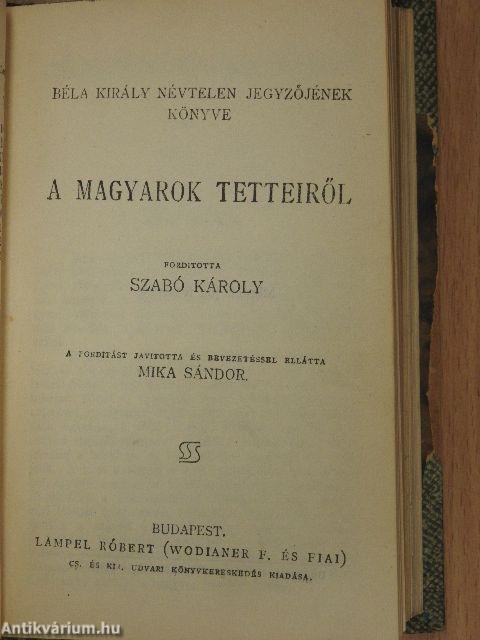 BÉLA KIRÁLY NÉVTELEN JEGYZŐJÉNEK
KÖNYVE
A MAGYAROK TETTEIRŐL
FORDITOTTA
SZABÓ KÁROLY
A FORDITÁST JAVITOTTA ÉS BEVEZETÉSSEL ELLÁTTA
MIKA SÁNDOR.
BUDAPEST.
LAMPEL RÓBERT (WODIANER F. ÉS FIAI)
CS. ÉS KIR. UDVARI KÖNYVKERESKEDÉS KIADÁSA.
Antikvárium.hu